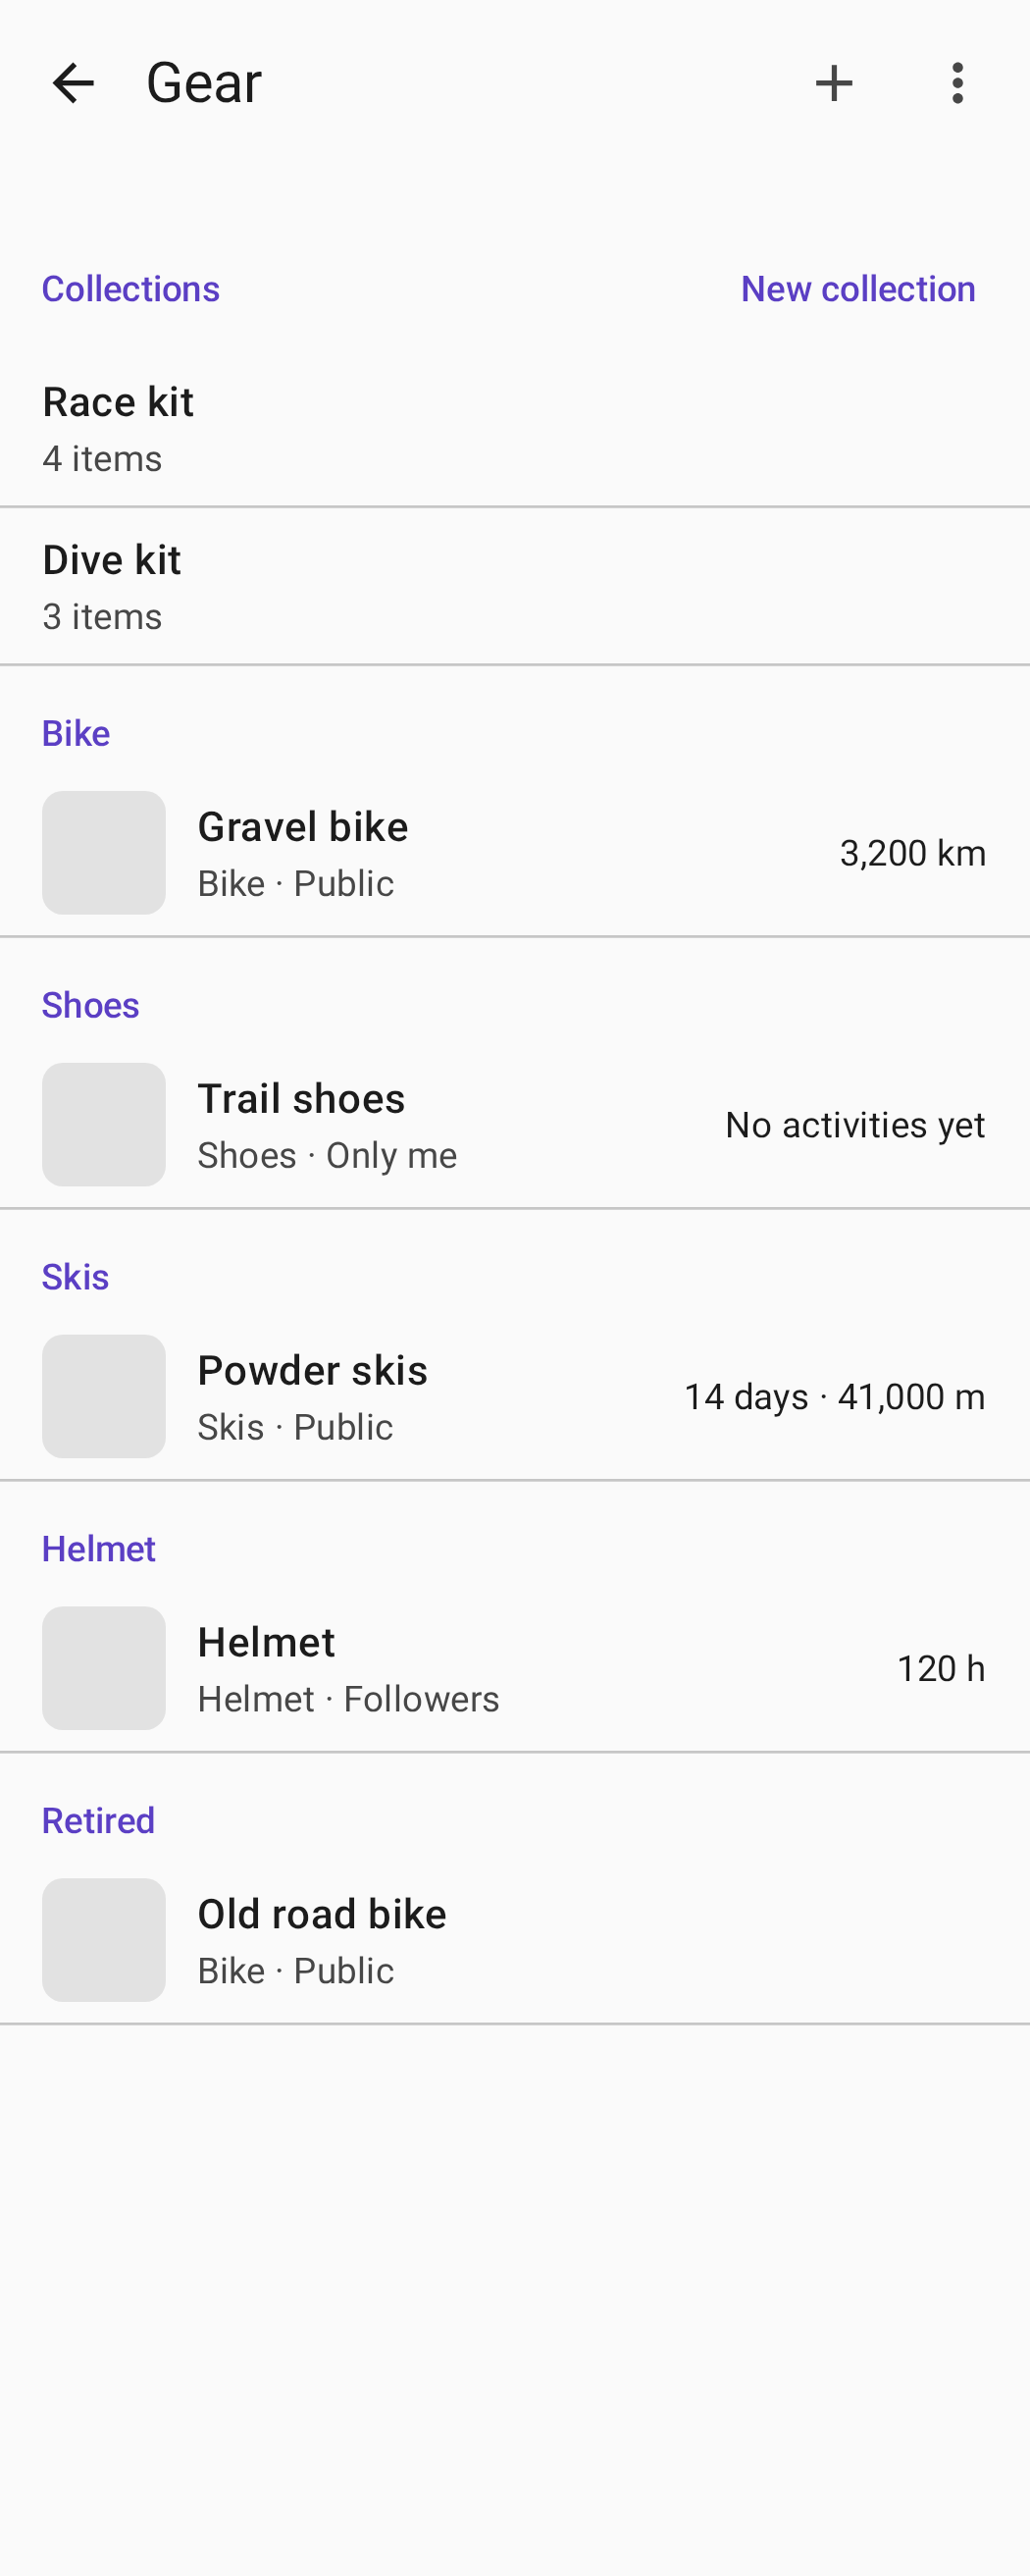 Gear
Collections
New collection
Race kit
4 items
Dive kit
3 items
Bike
Gravel bike
Bike · Public
3,200 km
Shoes
Trail shoes
Shoes · Only me
No activities yet
Skis
Powder skis
Skis · Public
14 days · 41,000 m
Helmet
Helmet
Helmet · Followers
120 h
Retired
Old road bike
Bike · Public